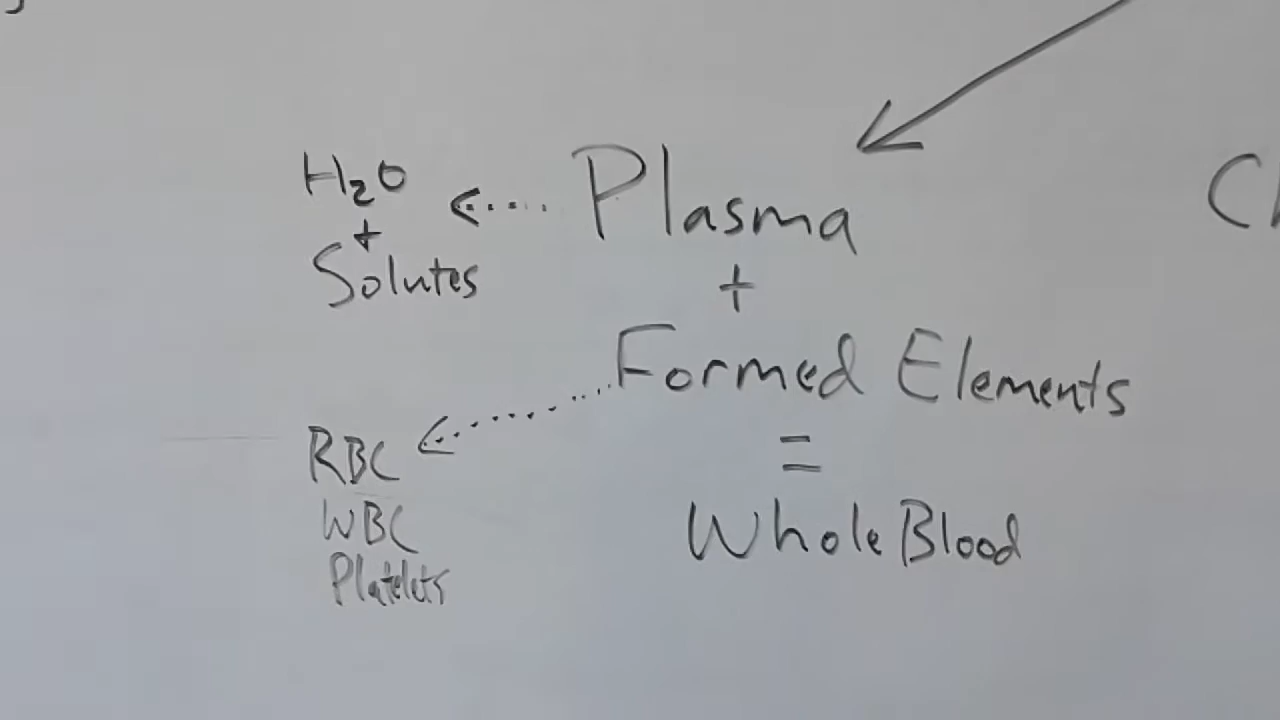 H₂O
+
Solutes
Plasma
+
Formed Elements
=
Whole Blood
RBC
WBC
Platelets